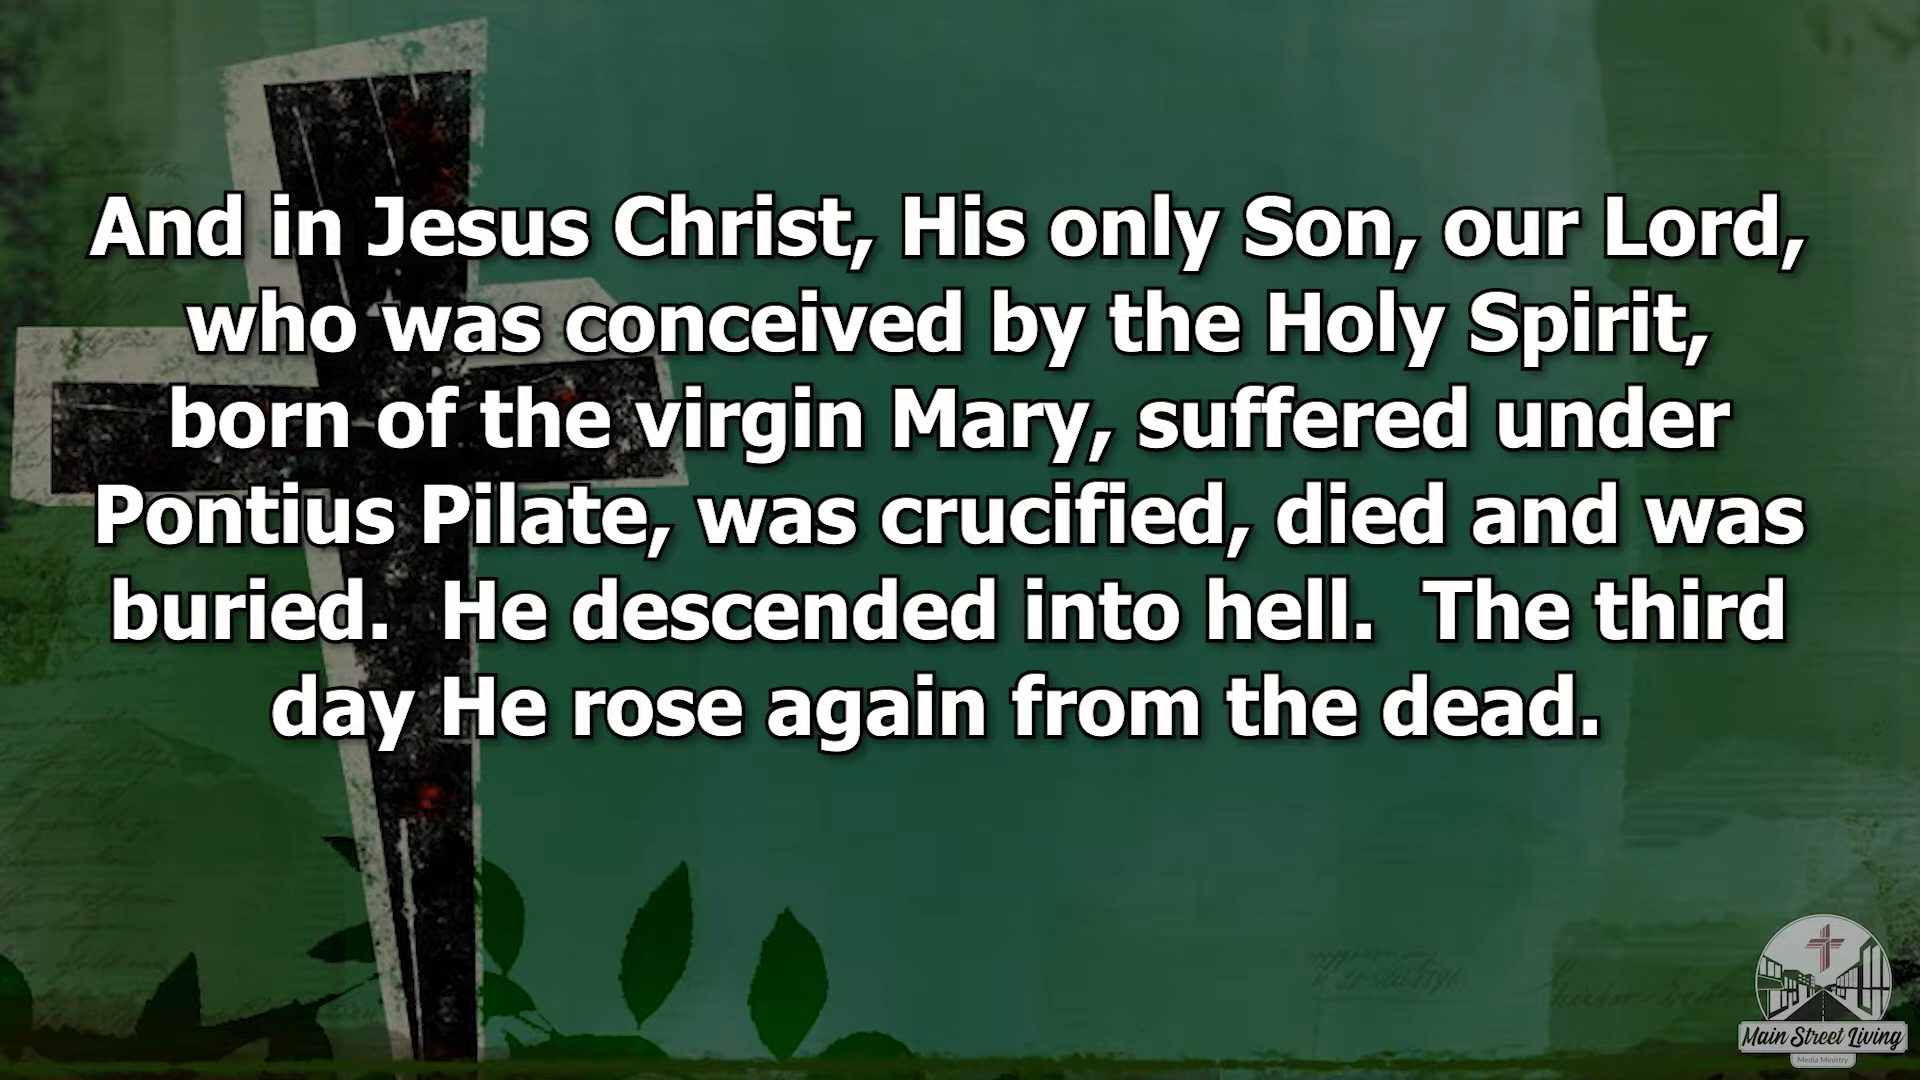 And in Jesus Christ, His only Son, our Lord,
who was conceived by the Holy Spirit,
born of the virgin Mary, suffered under
Pontius Pilate, was crucified, died and was
buried.  He descended into hell.  The third
day He rose again from the dead.
Main Street Living
Media Ministry